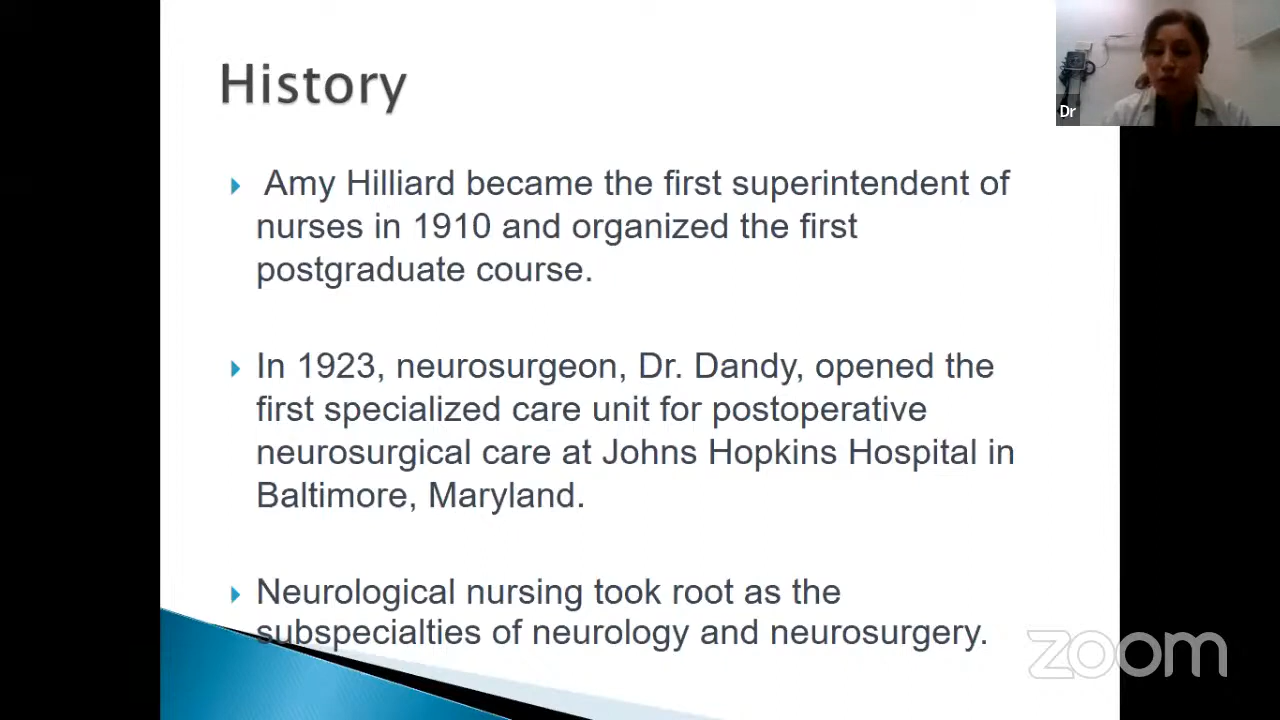 History
Dr
Amy Hilliard became the first superintendent of
nurses in 1910 and organized the first
postgraduate course.
In 1923, neurosurgeon, Dr. Dandy, opened the
first specialized care unit for postoperative
neurosurgical care at Johns Hopkins Hospital in
Baltimore, Maryland.
Neurological nursing took root as the
subspecialties of neurology and neurosurgery.
zoom